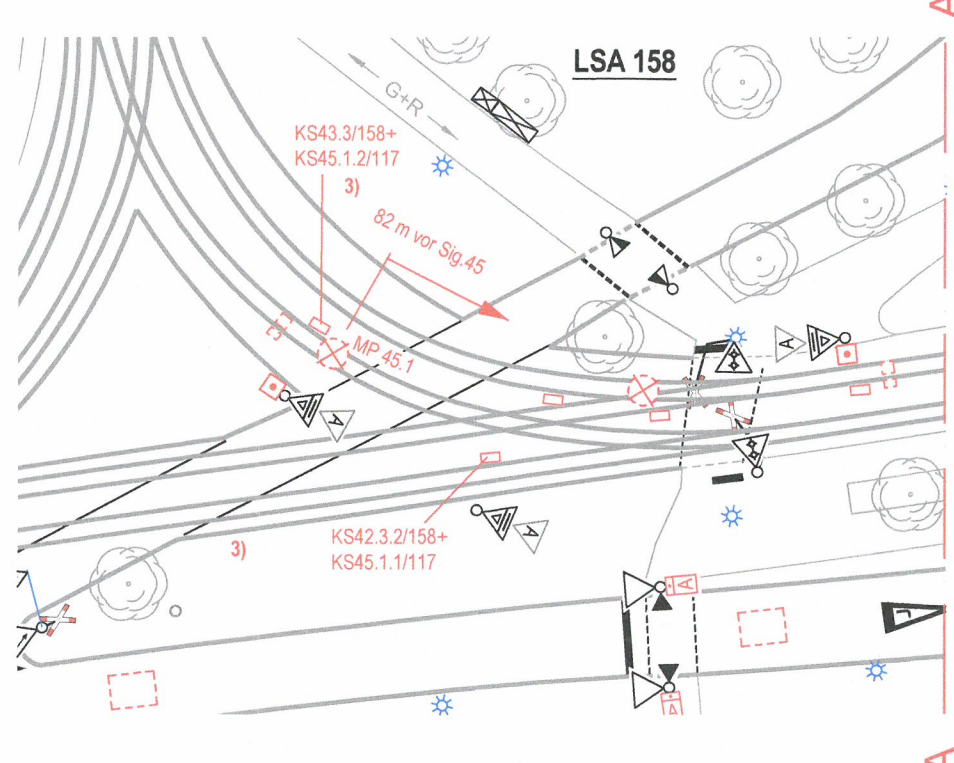 LSA 158
G+R
KS43.3/158+
KS45.1.2/117
3)
82 m vor Sig.45
MP 45.1
A
A
A
3)
KS42.3.2/158+
KS45.1.1/117
A
A
L
A
A